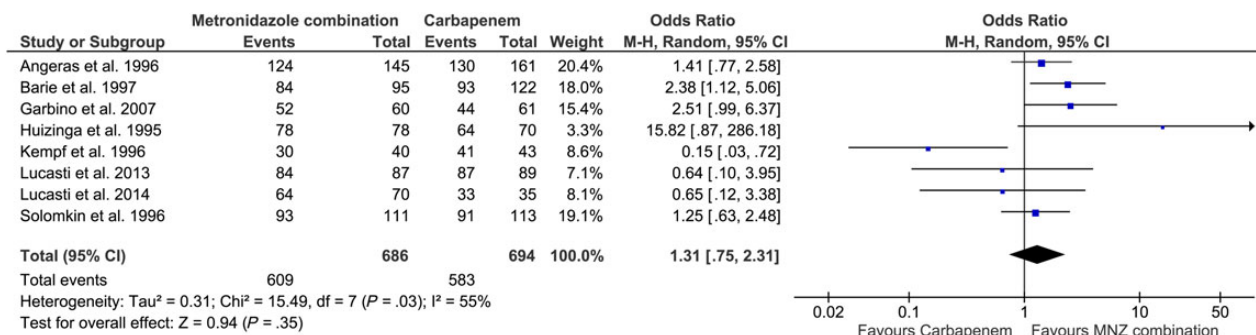 Metronidazole combination Carbapenem Odds Ratio Odds Ratio
Study or Subgroup Events Total Events Total Weight M-H, Random, 95% CI M-H, Random, 95% CI
Angeras et al. 1996 124 145 130 161 20.4% 1.41 [.77, 2.58]
Barie et al. 1997 84 95 93 122 18.0% 2.38 [1.12, 5.06]
Garbino et al. 2007 52 60 44 61 15.4% 2.51 [.99, 6.37]
Huizinga et al. 1995 78 78 64 70 3.3% 15.82 [.87, 286.18]
Kempf et al. 1996 30 40 41 43 8.6% 0.15 [.03, .72]
Lucasti et al. 2013 84 87 87 89 7.1% 0.64 [.10, 3.95]
Lucasti et al. 2014 64 70 33 35 8.1% 0.65 [.12, 3.38]
Solomkin et al. 1996 93 111 91 113 19.1% 1.25 [.63, 2.48]
Total (95% CI) 686 694 100.0% 1.31 [.75, 2.31]
Total events 609 583
Heterogeneity: Tau² = 0.31; Chi² = 15.49, df = 7 (P = .03); I² = 55%
Test for overall effect: Z = 0.94 (P = .35)
0.02 0.1 1 10 50
Favours Carbapenem Favours MNZ combination